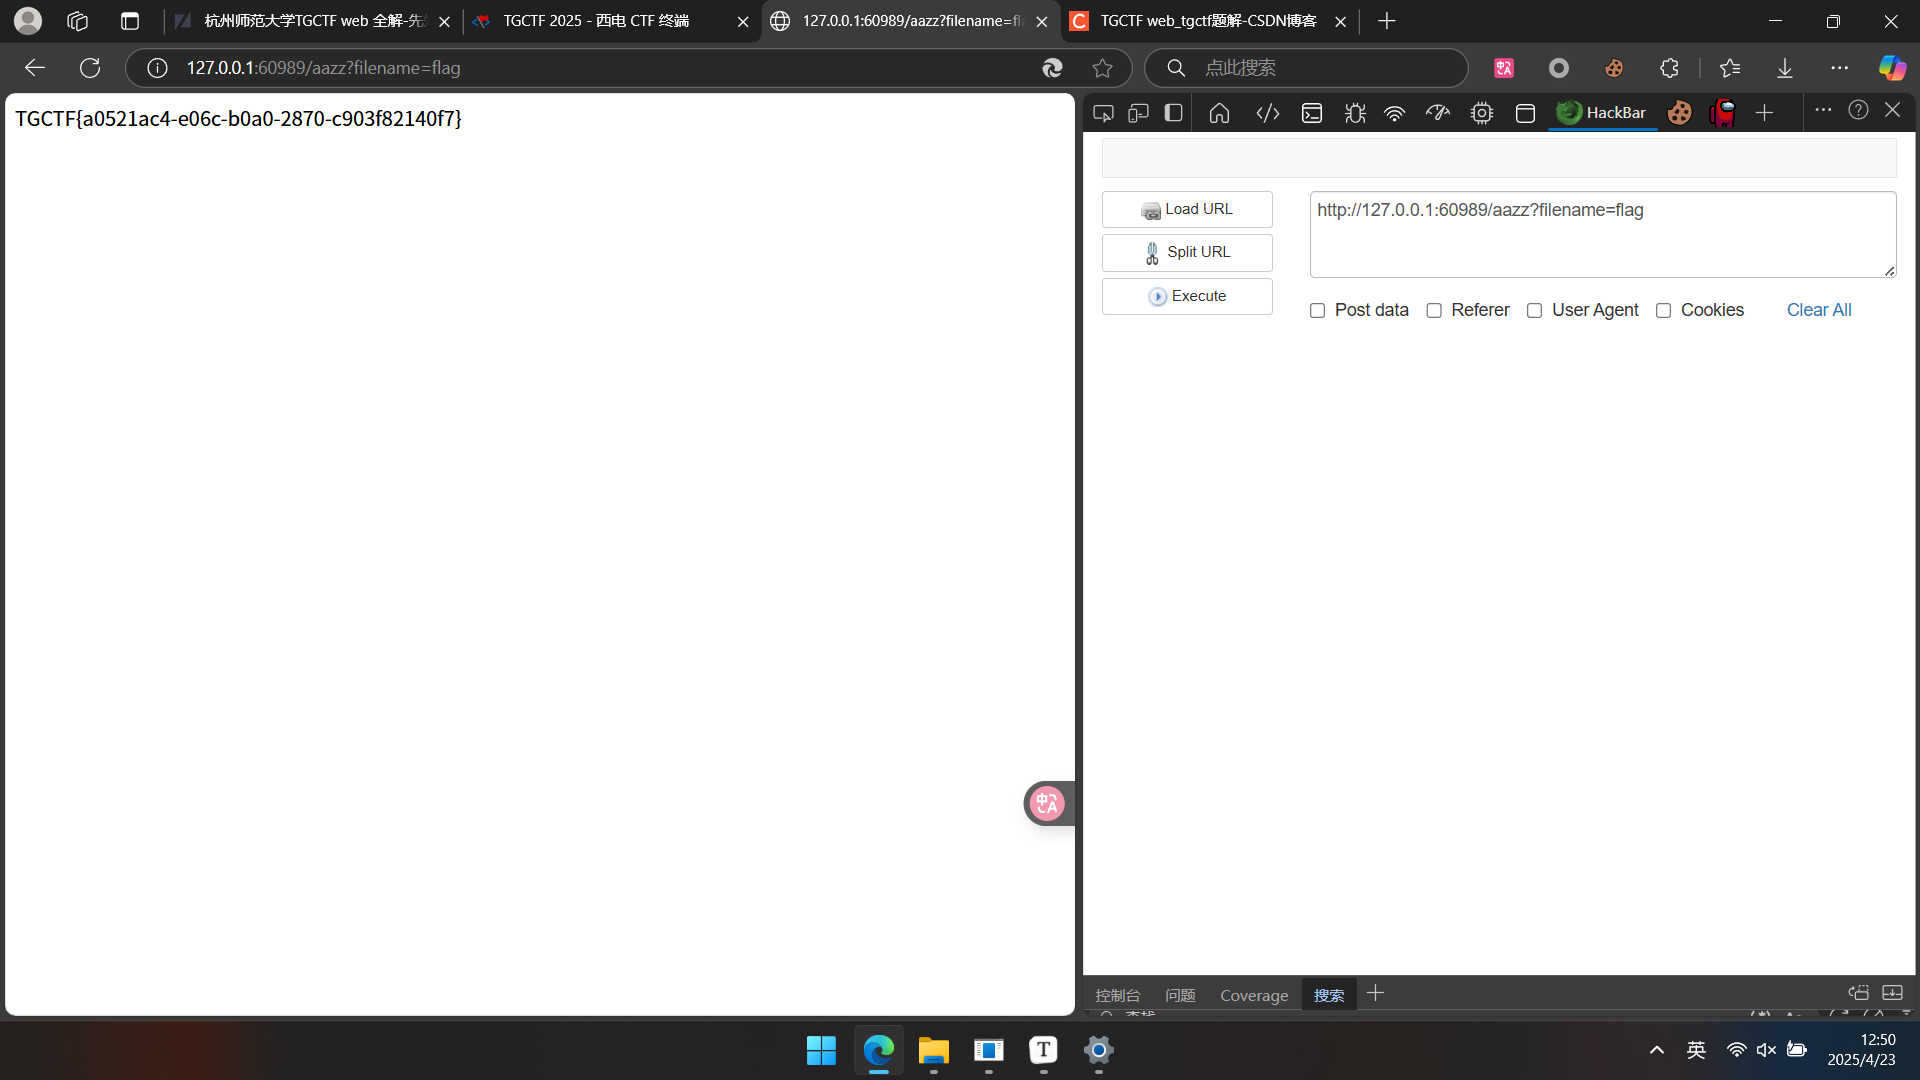 杭州师范大学TGCTF web 全解-先
TGCTF 2025 - 西电 CTF 终端
127.0.0.1:60989/aazz?filename=fl
TGCTF web_tgctf题解-CSDN博客
127.0.0.1:60989/aazz?filename=flag
点此搜索
TGCTF{a0521ac4-e06c-b0a0-2870-c903f82140f7}
HackBar
Load URL
http://127.0.0.1:60989/aazz?filename=flag
Split URL
Execute
Post data
Referer
User Agent
Cookies
Clear All
控制台
问题
Coverage
搜索
英
12:50
2025/4/23